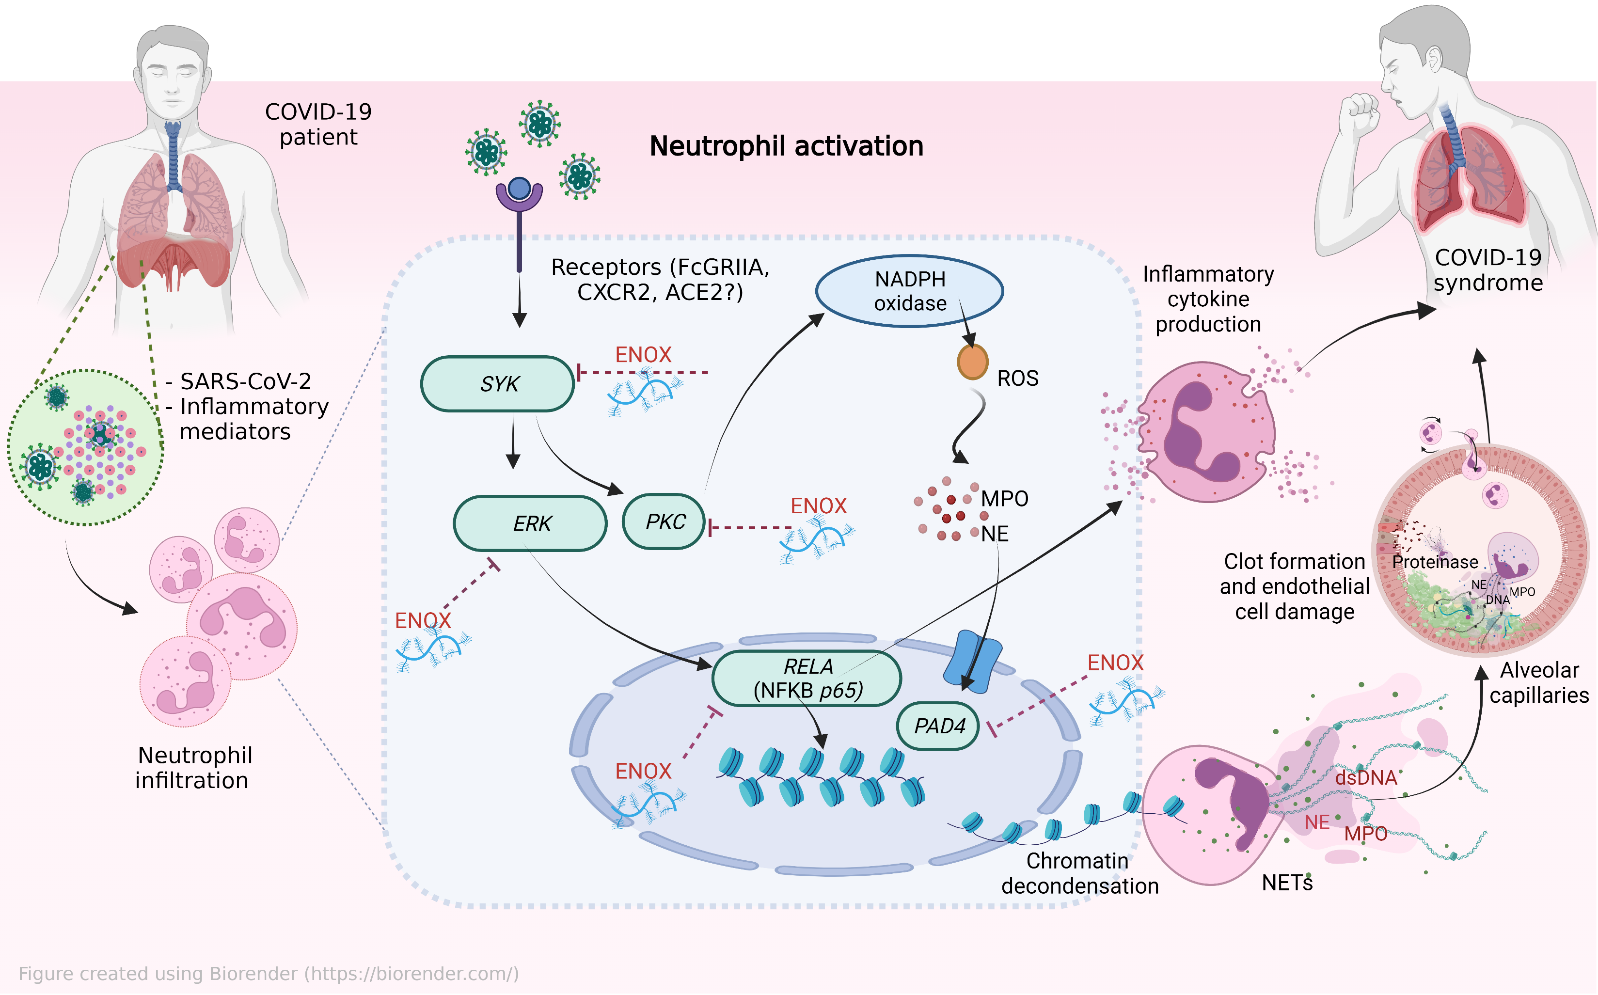 COVID-19
patient
Neutrophil activation
COVID-19
syndrome
- SARS-CoV-2
- Inflammatory
mediators
Neutrophil
infiltration
Receptors (FcGRIIA,
CXCR2, ACE2?)
SYK
ENOX
ERK
PKC
ENOX
ENOX
NADPH
oxidase
ROS
MPO
NE
RELA
(NFKB p65)
PAD4
ENOX
ENOX
Chromatin
decondensation
Inflammatory
cytokine
production
Clot formation
and endothelial
cell damage
Proteinase
NE
DNA
MPO
Alveolar
capillaries
dsDNA
NE
MPO
NETs
Figure created using Biorender (https://biorender.com/)